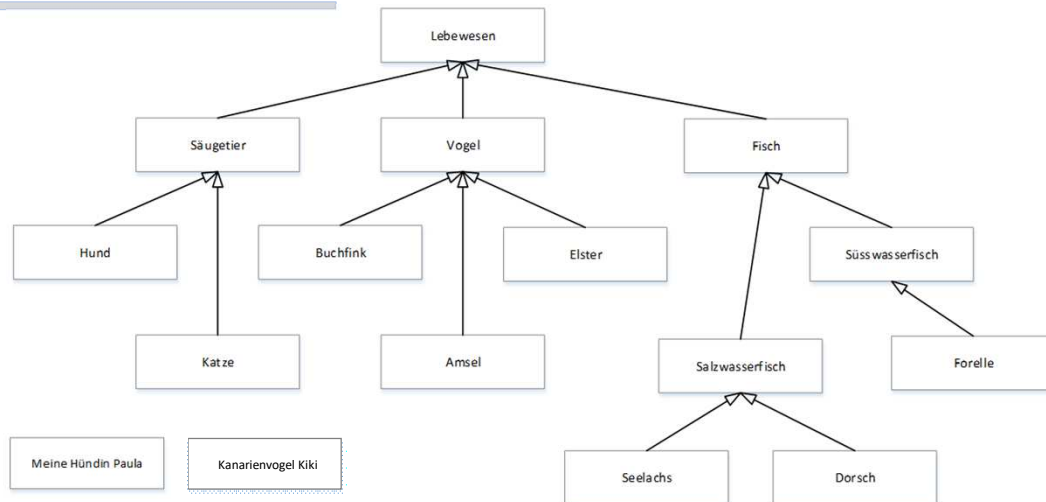 Lebewesen
Säugetier
Vogel
Fisch
Hund
Buchfink
Elster
Süsswasserfisch
Katze
Amsel
Salzwasserfisch
Forelle
Meine Hündin Paula
Kanarienvogel Kiki
Seelachs
Dorsch